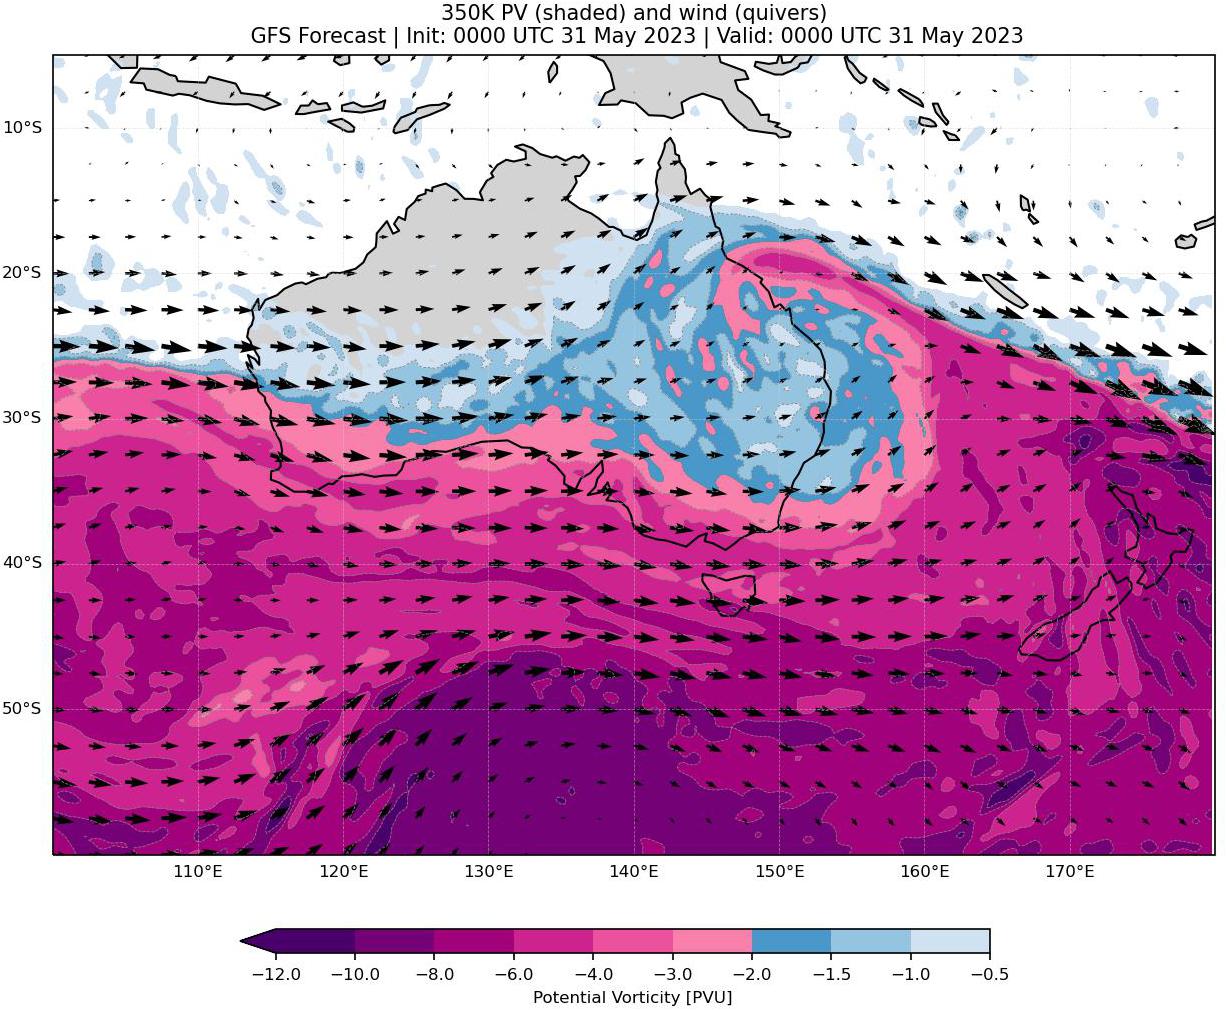 350K PV (shaded) and wind (quivers)
GFS Forecast | Init: 0000 UTC 31 May 2023 | Valid: 0000 UTC 31 May 2023
10°S
20°S
30°S
40°S
50°S
110°E 120°E 130°E 140°E 150°E 160°E 170°E
−12.0 −10.0 −8.0 −6.0 −4.0 −3.0 −2.0 −1.5 −1.0 −0.5
Potential Vorticity [PVU]